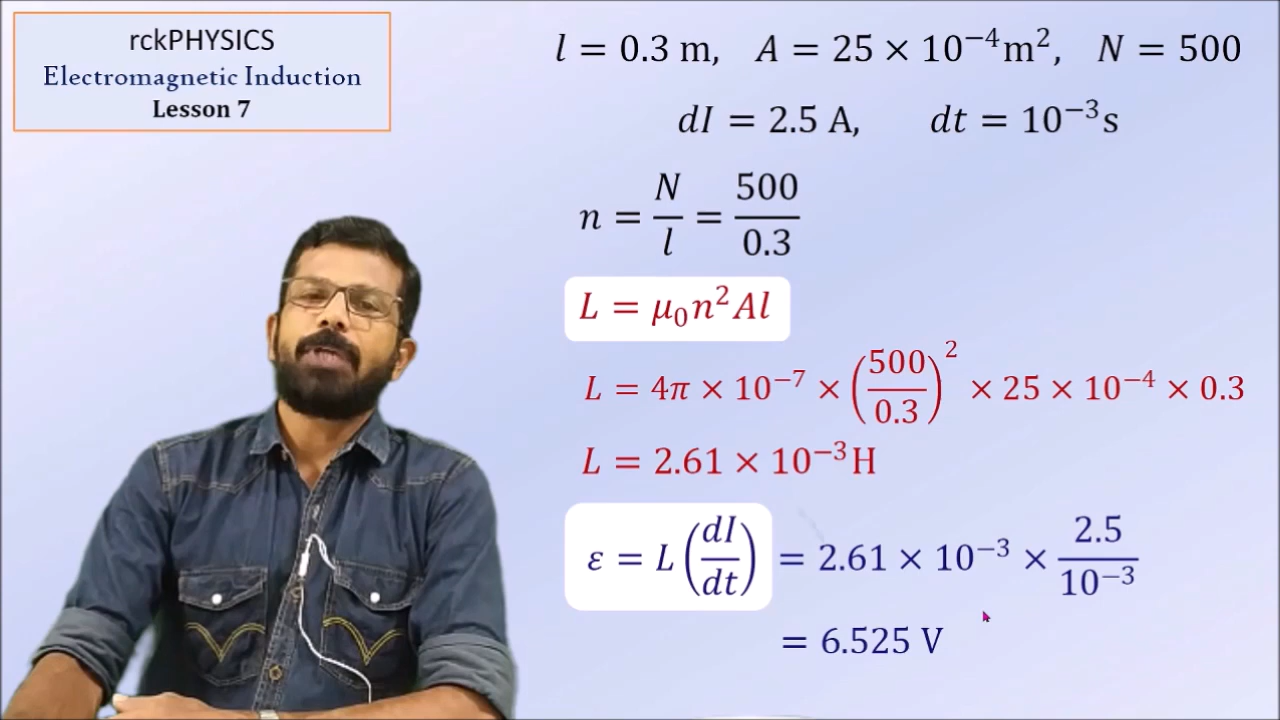 rckPHYSICS
Electromagnetic Induction
Lesson 7
l = 0.3 m, A = 25 × 10⁻⁴m², N = 500
dI = 2.5 A, dt = 10⁻³s
n = N/l = 500/0.3
L = μ₀n²Al
L = 4π × 10⁻⁷ × (500/0.3)² × 25 × 10⁻⁴ × 0.3
L = 2.61 × 10⁻³H
ε = L (dI/dt) = 2.61 × 10⁻³ × 2.5/10⁻³
= 6.525 V